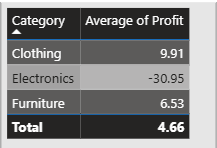 Category Average of Profit
Clothing 9.91
Electronics -30.95
Furniture 6.53
Total 4.66